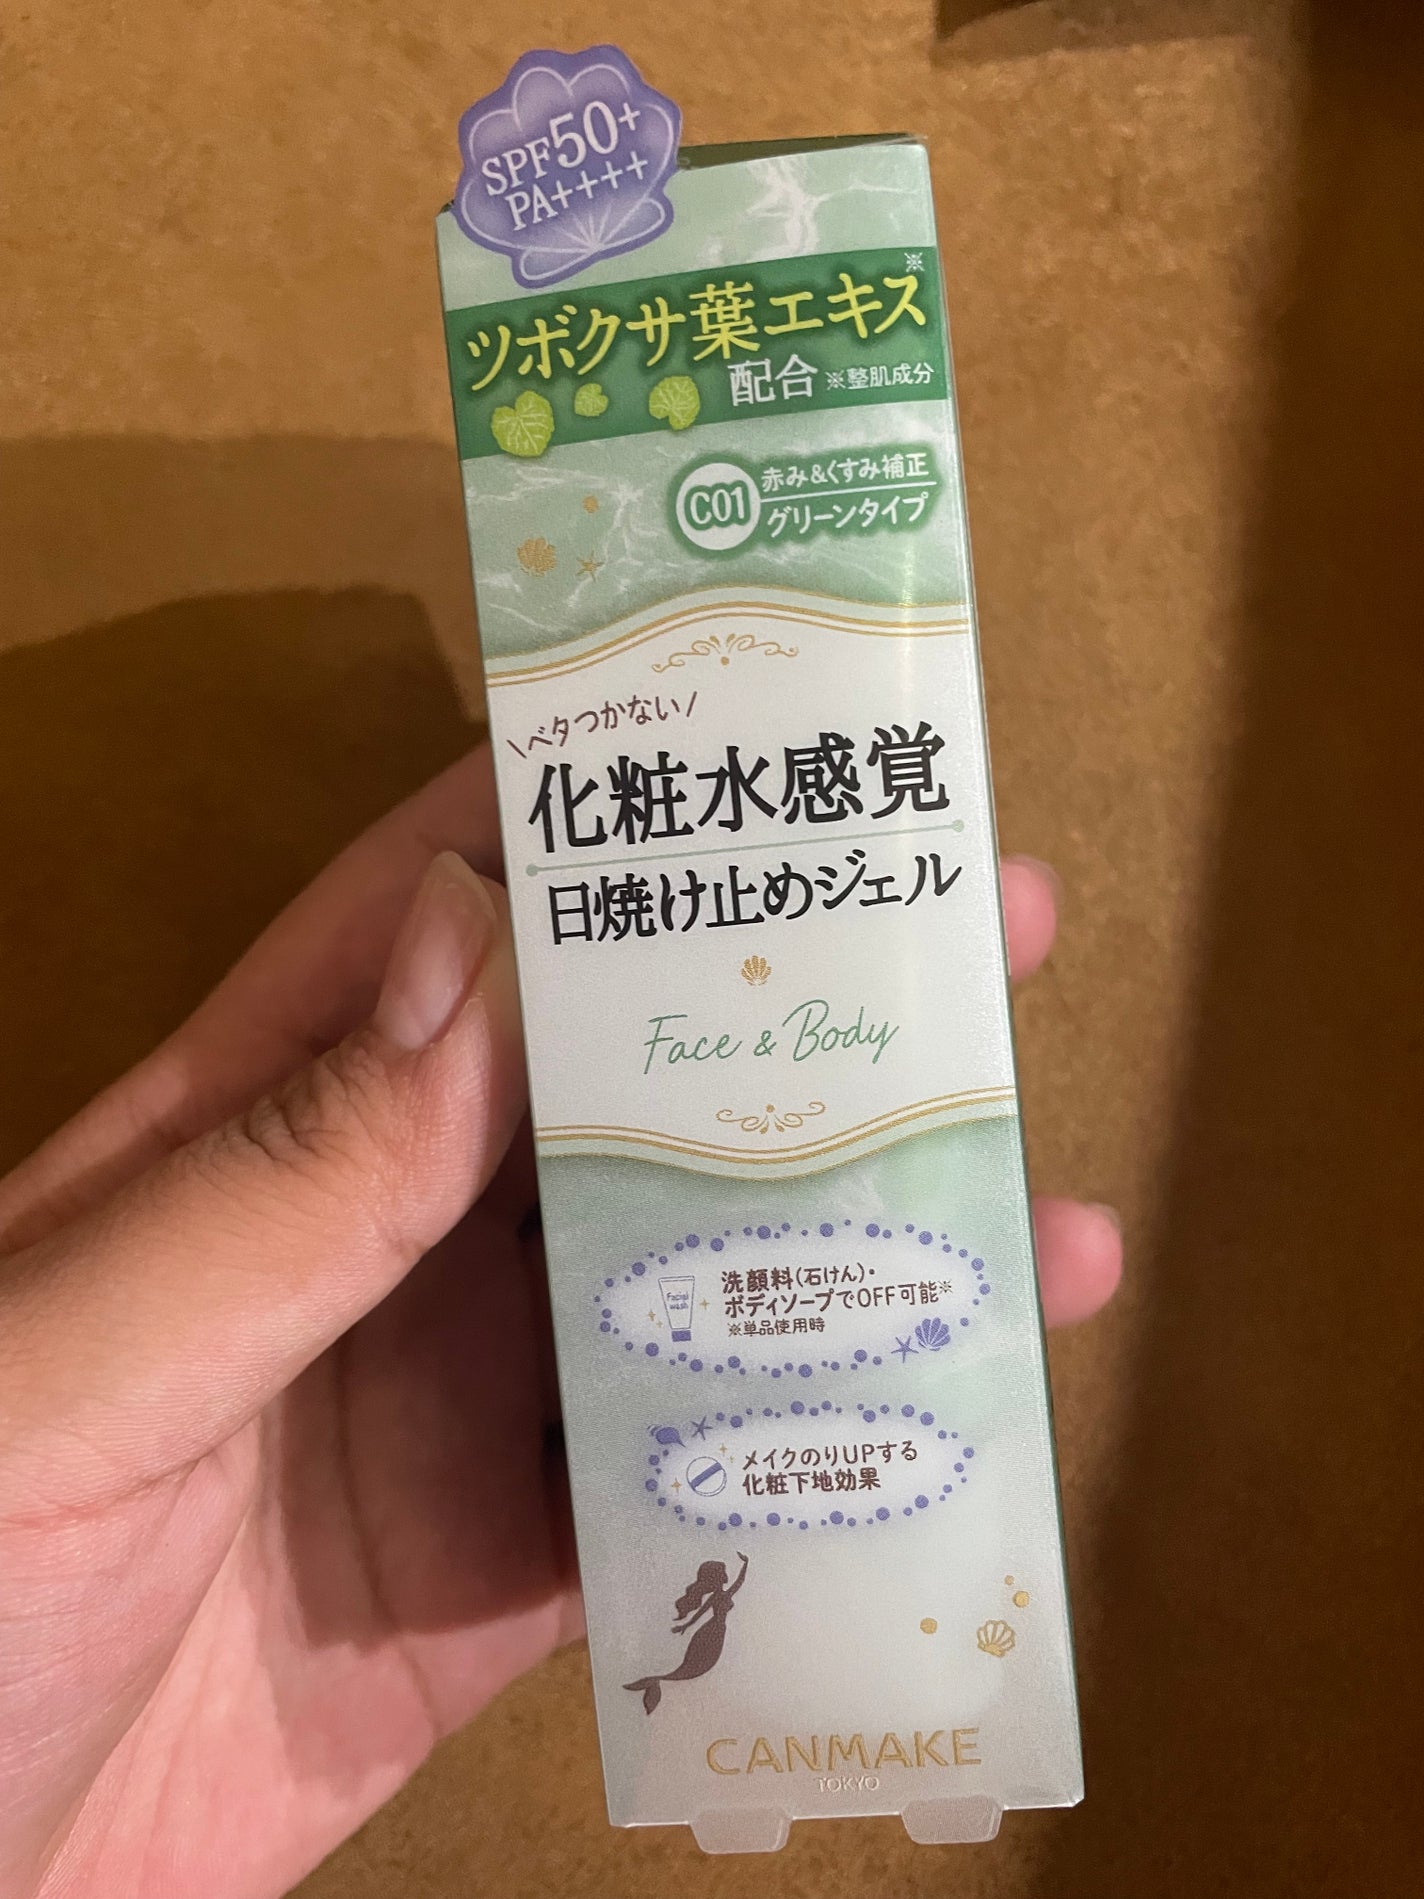 SPF50+
PA++++
ツボクサ葉エキス※
配合 ※整肌成分
C01
赤み&くすみ補正
グリーンタイプ
\ベタつかない/
化粧水感覚
日焼け止めジェル
Face & Body
Facial
wash
洗顔料(石けん)・
ボディソープでOFF可能※
※単品使用時
メイクのりUPする
化粧下地効果
CANMAKE
TOKYO